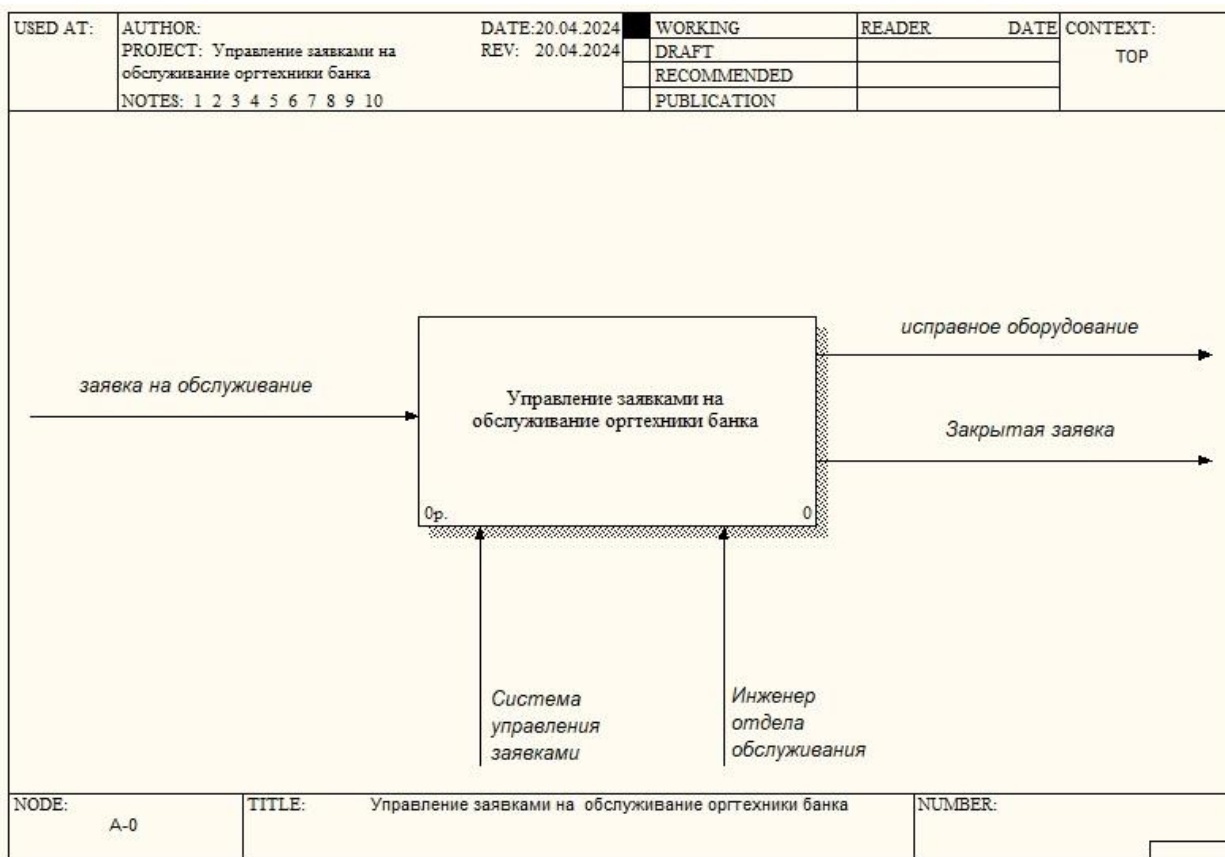 USED AT:
AUTHOR:
DATE:20.04.2024
PROJECT: Управление заявками на
REV: 20.04.2024
обслуживание оргтехники банка
NOTES: 1 2 3 4 5 6 7 8 9 10
WORKING
DRAFT
RECOMMENDED
PUBLICATION
READER DATE
CONTEXT:
TOP
исправное оборудование
заявка на обслуживание
Управление заявками на
обслуживание оргтехники банка
Закрытая заявка
0р. 0
Система
управления
заявками
Инженер
отдела
обслуживания
NODE:
A-0
TITLE: Управление заявками на обслуживание оргтехники банка
NUMBER: